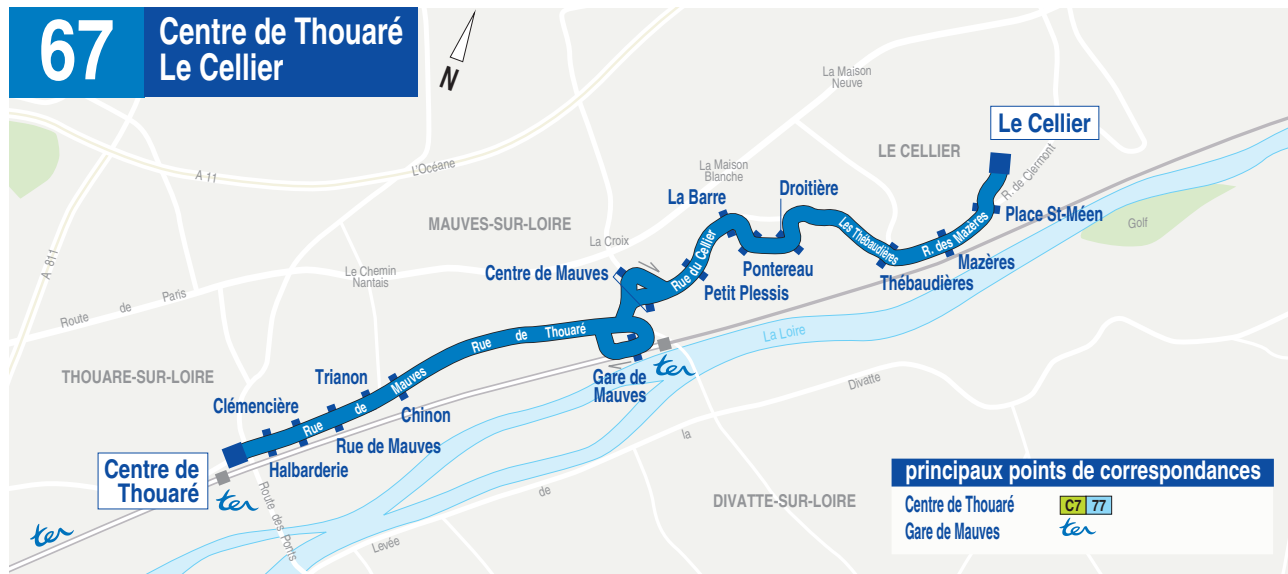 67
Centre de Thouaré
Le Cellier
N
La Maison
Neuve
Le Cellier
LE CELLIER
R. de Clermont
A 11
L'Océane
La Maison
Blanche
Droitière
La Barre
Place St-Méen
Golf
MAUVES-SUR-LOIRE
Les Thébaudières
R. des Mazères
La Croix
A 811
Le Chemin
Nantais
Centre de Mauves
Rue du Cellier
Pontereau
Mazères
Petit Plessis
Thébaudières
Route de Paris
Rue de Thouaré
La Loire
THOUARE-SUR-LOIRE
Trianon
Rue de Mauves
ter
Gare de
Mauves
Divatte
Clémencière
Chinon
Rue de Mauves
Halbarderie
Centre de
Thouaré
ter
Route des Ponts
la
de
Levée
DIVATTE-SUR-LOIRE
ter
principaux points de correspondances
Centre de Thouaré C7 77
Gare de Mauves ter